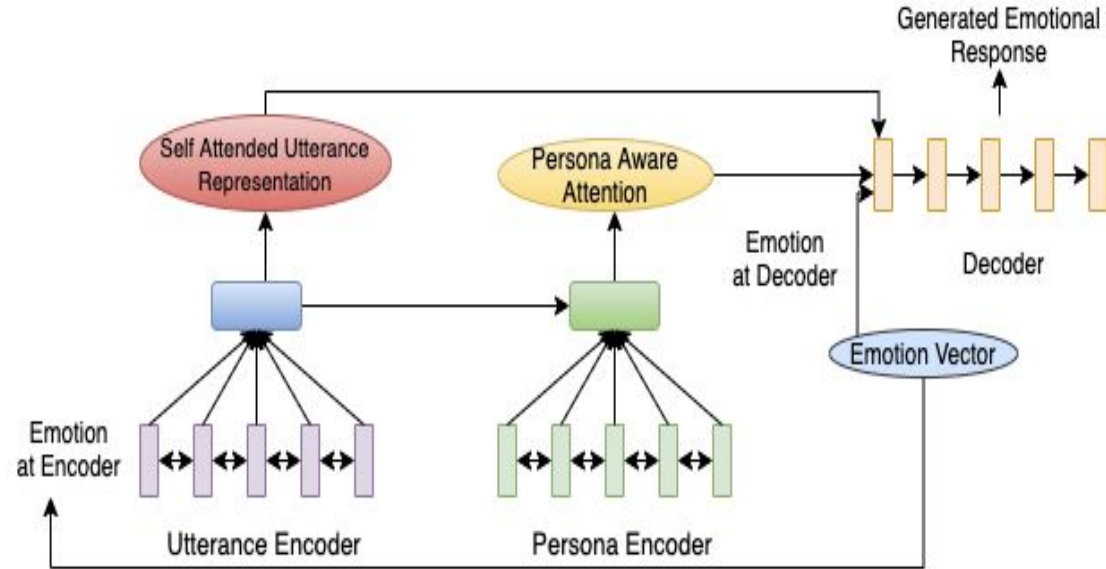 Generated Emotional
Response
Self Attended Utterance
Representation
Persona Aware
Attention
Emotion
at Decoder
Decoder
Emotion Vector
Emotion
at Encoder
Utterance Encoder
Persona Encoder